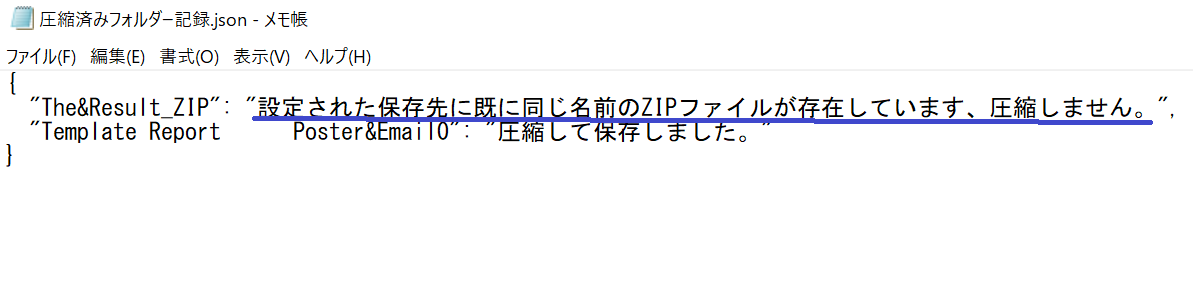 圧縮済みフォルダー記録.json - メモ帳
ファイル(F) 編集(E) 書式(O) 表示(V) ヘルプ(H)
{
"The&Result_ZIP": "設定された保存先に既に同じ名前のZIPファイルが存在しています、圧縮しません。",
"Template Report     Poster&Email0": "圧縮して保存しました。"
}